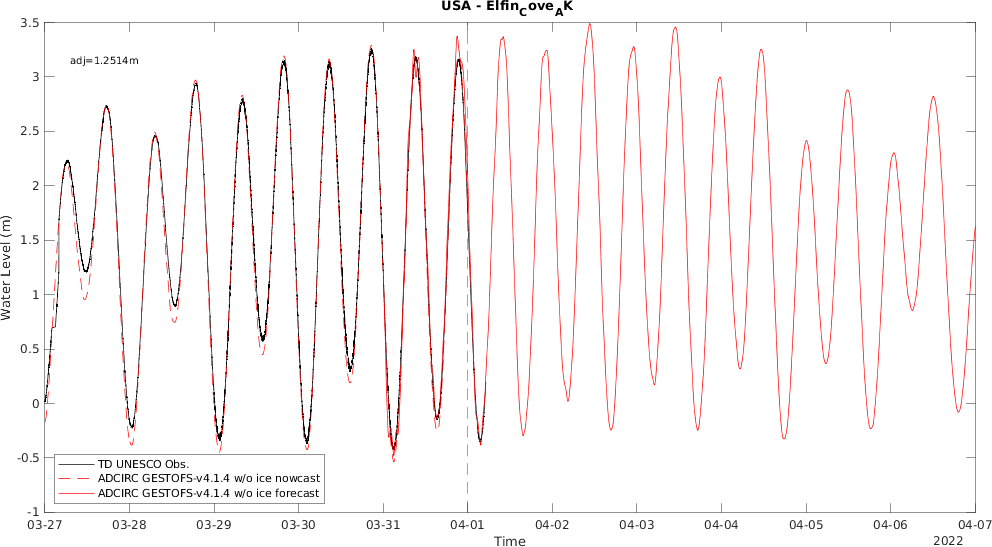 USA - ElfinCoveAK
3.5
adj=1.2514m
3
2.5
2
1.5
1
0.5
0
-0.5
-1
Water Level (m)
TD UNESCO Obs.
ADCIRC GESTOFS-v4.1.4 w/o ice nowcast
ADCIRC GESTOFS-v4.1.4 w/o ice forecast
03-27 03-28 03-29 03-30 03-31 04-01 04-02 04-03 04-04 04-05 04-06 04-07
Time
2022